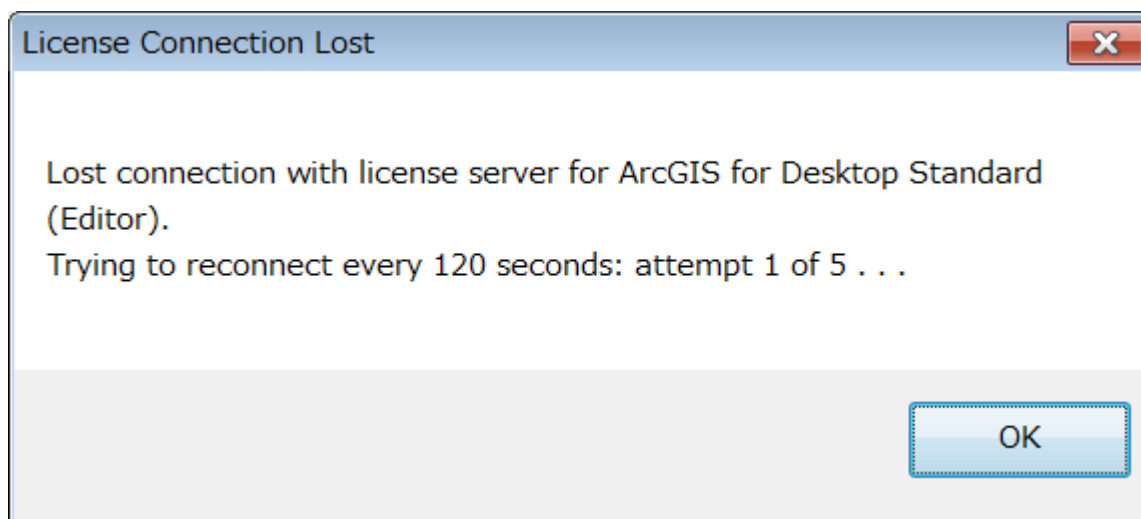 License Connection Lost
Lost connection with license server for ArcGIS for Desktop Standard
(Editor).
Trying to reconnect every 120 seconds: attempt 1 of 5 . . .
OK